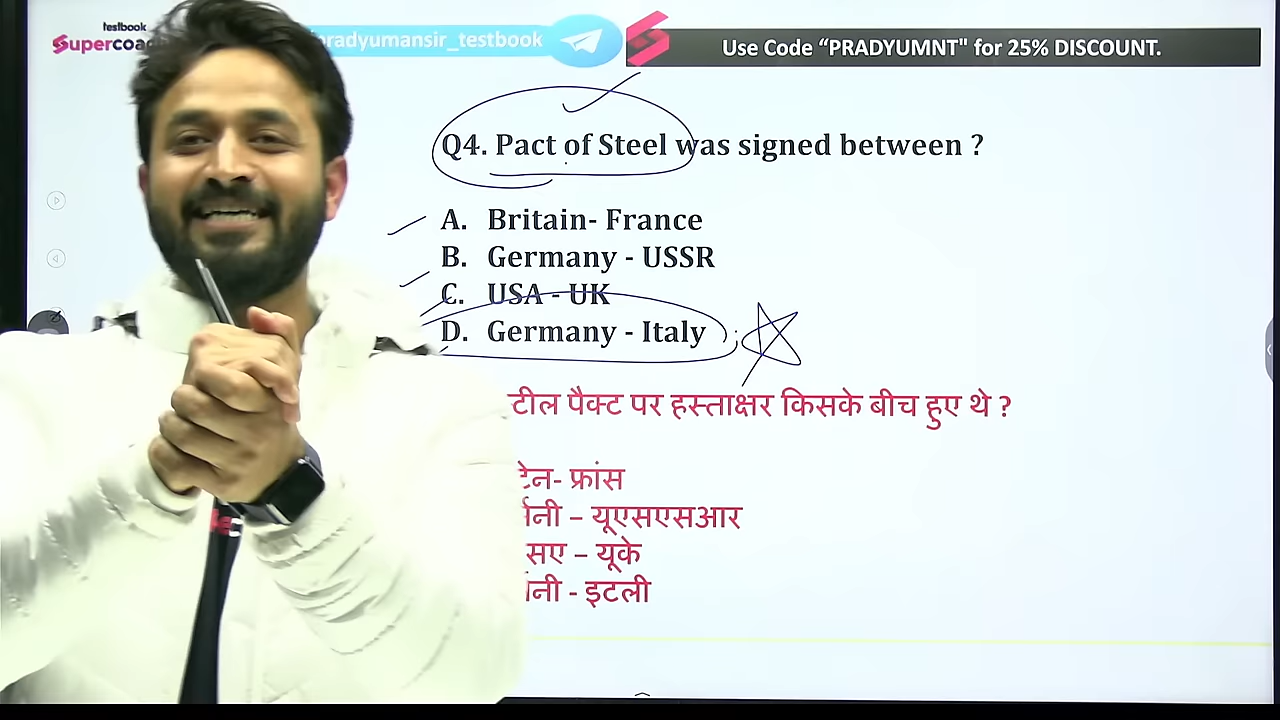 testbook
Supercoac
pradyumansir_testbook
Use Code “PRADYUMNT" for 25% DISCOUNT.
Q4. Pact of Steel was signed between ?
A. Britain- France
B. Germany - USSR
C. USA - UK
D. Germany - Italy
टील पैक्ट पर हस्ताक्षर किसके बीच हुए थे ?
टेन- फ्रांस
नी – यूएसएसआर
सए – यूके
नी - इटली